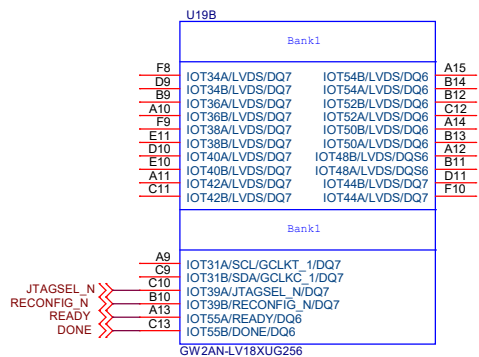 U19B
Bank1
F8 IOT34A/LVDS/DQ7 IOT54B/LVDS/DQ6 A15
D9 IOT34B/LVDS/DQ7 IOT54A/LVDS/DQ6 B14
B9 IOT36A/LVDS/DQ7 IOT52B/LVDS/DQ6 B12
A10 IOT36B/LVDS/DQ7 IOT52A/LVDS/DQ6 C12
F9 IOT38A/LVDS/DQ7 IOT50B/LVDS/DQ6 A14
E11 IOT38B/LVDS/DQ7 IOT50A/LVDS/DQ6 B13
D10 IOT40A/LVDS/DQ7 IOT48B/LVDS/DQS6 A12
E10 IOT40B/LVDS/DQ7 IOT48A/LVDS/DQS6 B11
A11 IOT42A/LVDS/DQ7 IOT44B/LVDS/DQ7 D11
C11 IOT42B/LVDS/DQ7 IOT44A/LVDS/DQ7 F10
Bank1
A9 IOT31A/SCL/GCLKT_1/DQ7
C9 IOT31B/SDA/GCLKC_1/DQ7
JTAGSEL_N C10 IOT39A/JTAGSEL_N/DQ7
RECONFIG_N B10 IOT39B/RECONFIG_N/DQ7
READY A13 IOT55A/READY/DQ6
DONE C13 IOT55B/DONE/DQ6
GW2AN-LV18XUG256